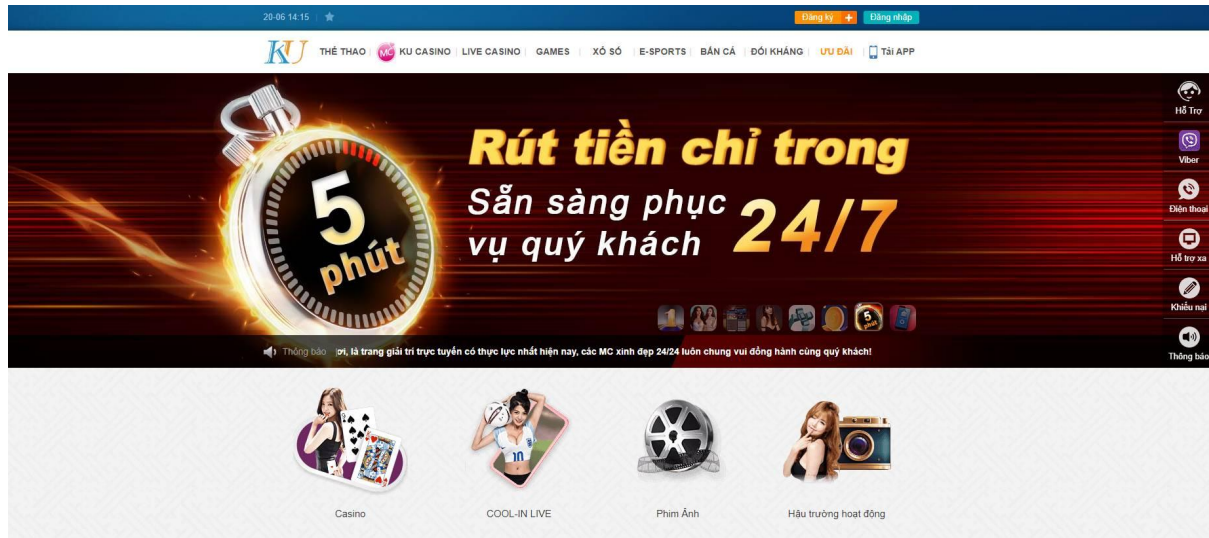 20-06 14:15
Đăng ký +
Đăng nhập
KU
THỂ THAO
MC KU CASINO
LIVE CASINO
GAMES
XỔ SỐ
E-SPORTS
BẮN CÁ
ĐỐI KHÁNG
ƯU ĐÃI
Tải APP
Rút tiền chỉ trong
5
phút
Sẵn sàng phục
vụ quý khách
24/7
Hỗ Trợ
Viber
Điện thoại
Hỗ trợ xa
Khiếu nại
Thông báo
5
phút
Thông báo
ơi, là trang giải trí trực tuyến có thực lực nhất hiện nay, các MC xinh đẹp 24/24 luôn chung vui đồng hành cùng quý khách!
10
Casino
COOL-IN LIVE
Phim Ảnh
Hậu trường hoạt động